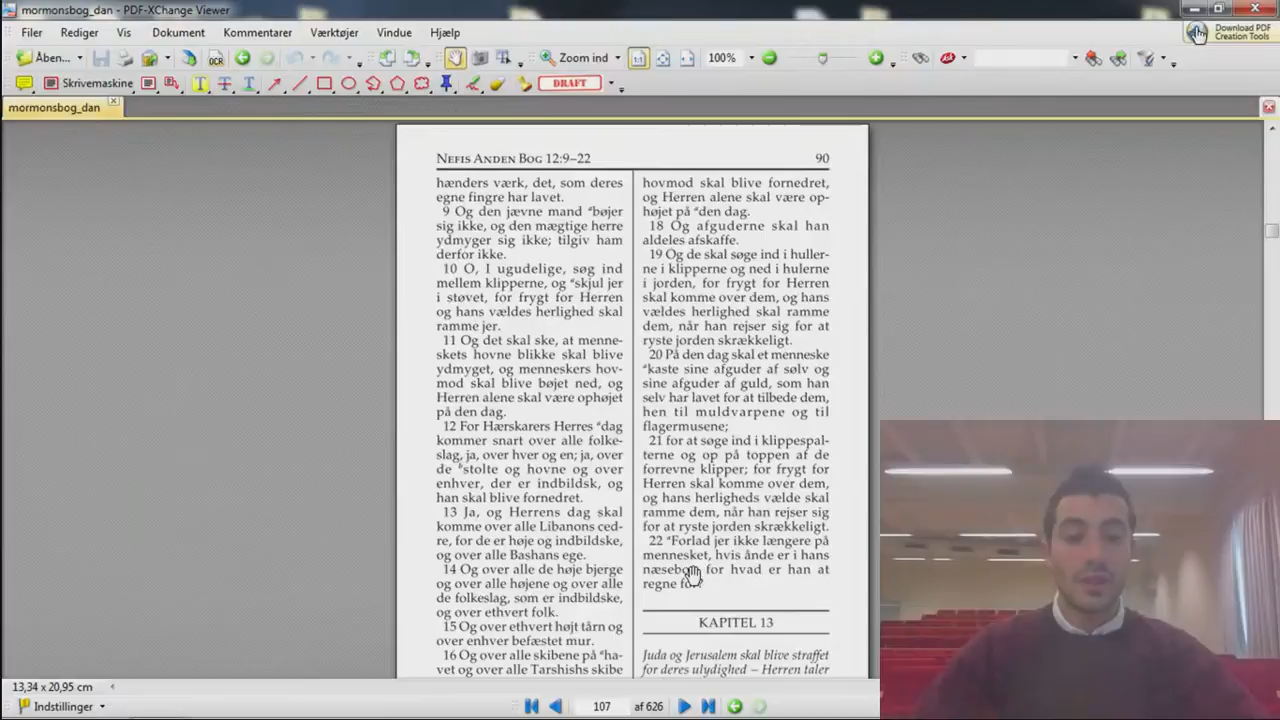 mormonsbog_dan - PDF-XChange Viewer
Filer Rediger Vis Dokument Kommentarer Værktøjer Vindue Hjælp
Download PDF
Creation Tools
Åben... OCR Zoom ind 100%
Skrivemaskine DRAFT
mormonsbog_dan
Nefis Anden Bog 12:9–22 90
hænders værk, det, som deres
egne fingre har lavet.
9 Og den jævne mand abøjer
sig ikke, og den mægtige herre
ydmyger sig ikke; tilgiv ham
derfor ikke.
10 O, I ugudelige, søg ind
mellem klipperne, og askjul jer
i støvet, for frygt for Herren
og hans vældes herlighed skal
ramme jer.
11 Og det skal ske, at menne-
skets hovne blikke skal blive
ydmyget, og menneskers hov-
mod skal blive bøjet ned, og
Herren alene skal være ophøjet
på den dag.
12 For Hærskarers Herres adag
kommer snart over alle folke-
slag, ja, over hver og en; ja, over
de bstolte og hovne og over
enhver, der er indbildsk, og
han skal blive fornedret.
13 Ja, og Herrens dag skal
komme over alle Libanons ced-
re, for de er høje og indbildske,
og over alle Bashans ege.
14 Og over alle de høje bjerge
og over alle højene og over alle
de folkeslag, som er indbildske,
og over ethvert folk.
15 Og over ethvert højt tårn og
over enhver befæstet mur.
16 Og over alle skibene på aha-
vet og over alle Tarshishs skibe
hovmod skal blive fornedret,
og Herren alene skal være op-
højet på aden dag.
18 Og afguderne skal han
aldeles afskaffe.
19 Og de skal søge ind i huller-
ne i klipperne og ned i hulerne
i jorden, for frygt for Herren
skal komme over dem, og hans
vældes herlighed skal ramme
dem, når han rejser sig for at
ryste jorden skrækkeligt.
20 På den dag skal et menneske
akaste sine afguder af sølv og
sine afguder af guld, som han
selv har lavet for at tilbede dem,
hen til muldvarpene og til
flagermusene;
21 for at søge ind i klippespal-
terne og op på toppen af de
forrevne klipper; for frygt for
Herren skal komme over dem,
og hans herligheds vælde skal
ramme dem, når han rejser sig
for at ryste jorden skrækkeligt.
22 aForlad jer ikke længere på
mennesket, hvis ånde er i hans
for hvad er han at
regne
KAPITEL 13
Juda og Jerusalem skal blive straffet
for deres ulydighed – Herren taler
13,34 x 20,95 cm
Indstillinger 107 af 626